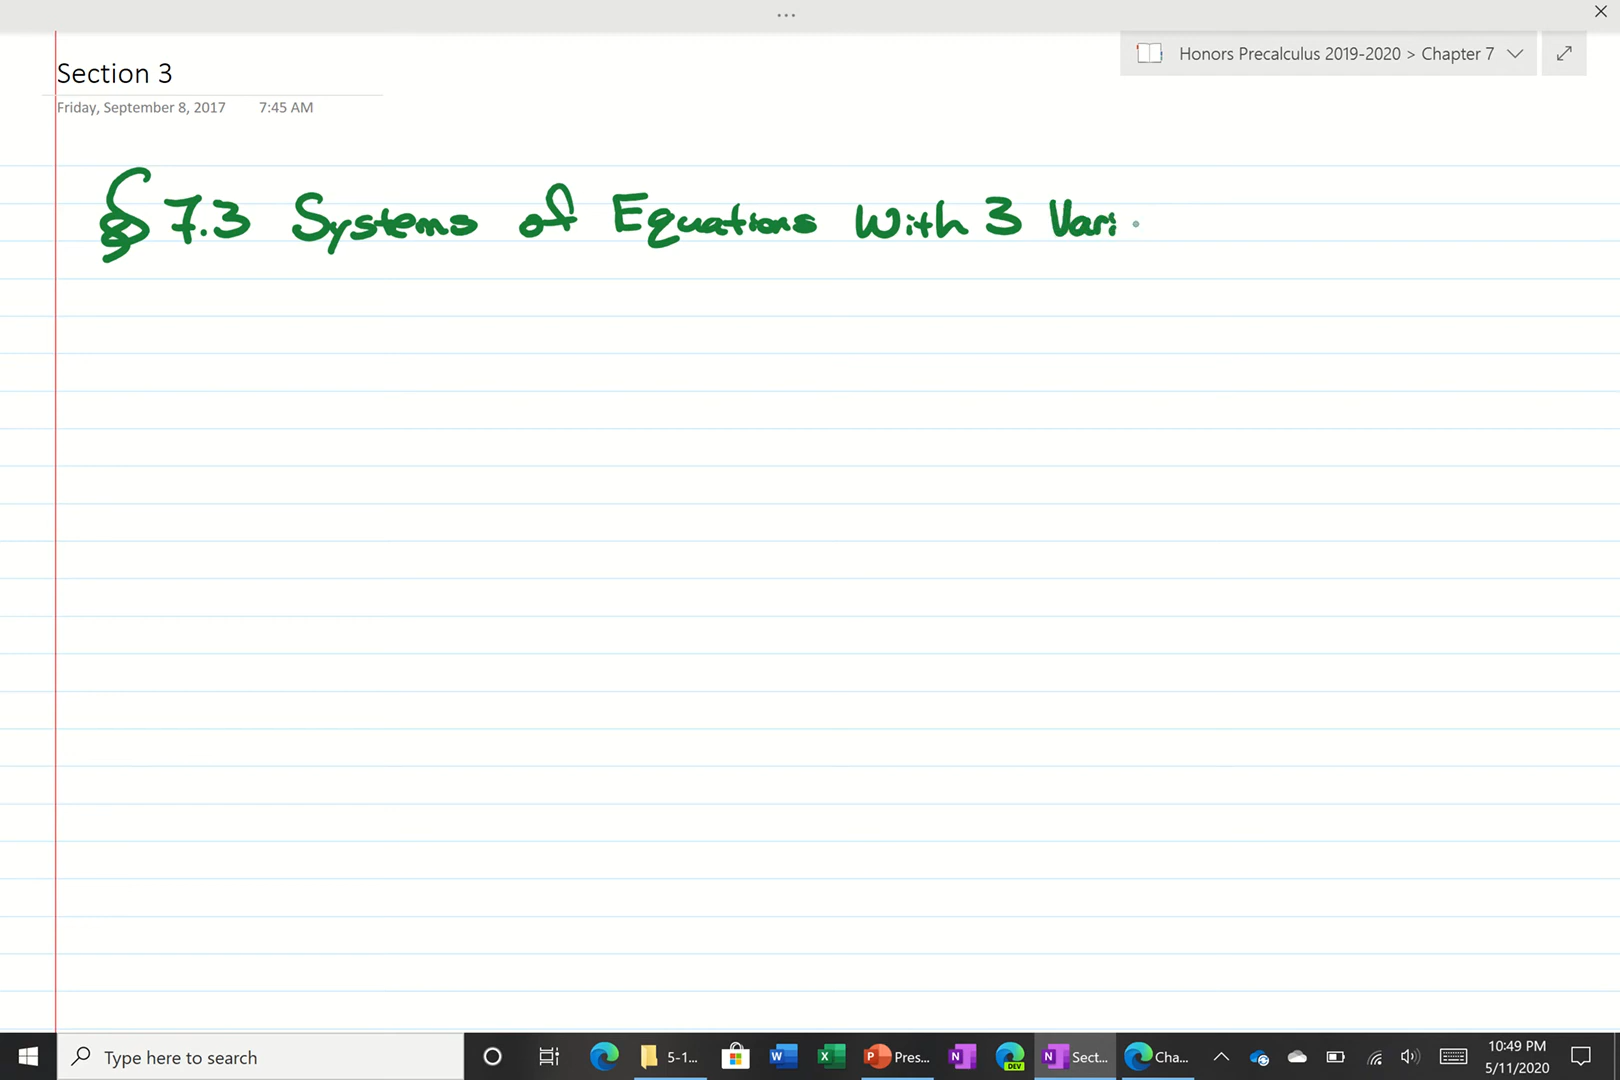 Honors Precalculus 2019-2020 > Chapter 7
Section 3
Friday, September 8, 2017 7:45 AM
§ 7.3 Systems of Equations With 3 Vari
Type here to search
5-1...
Pres...
DEV
Sect...
Cha...
10:49 PM
5/11/2020